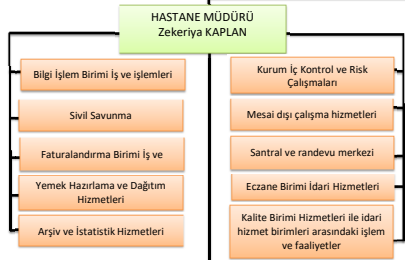 HASTANE MÜDÜRÜ
Zekeriya KAPLAN
Bilgi İşlem Birimi İş ve işlemleri
Sivil Savunma
Faturalandırma Birimi İş ve
Yemek Hazırlama ve Dağıtım
Hizmetleri
Arşiv ve İstatistik Hizmetleri
Kurum İç Kontrol ve Risk
Çalışmaları
Mesai dışı çalışma hizmetleri
Santral ve randevu merkezi
Eczane Birimi İdari Hizmetleri
Kalite Birimi Hizmetleri ile idari
hizmet birimleri arasındaki işlem
ve faaliyetler